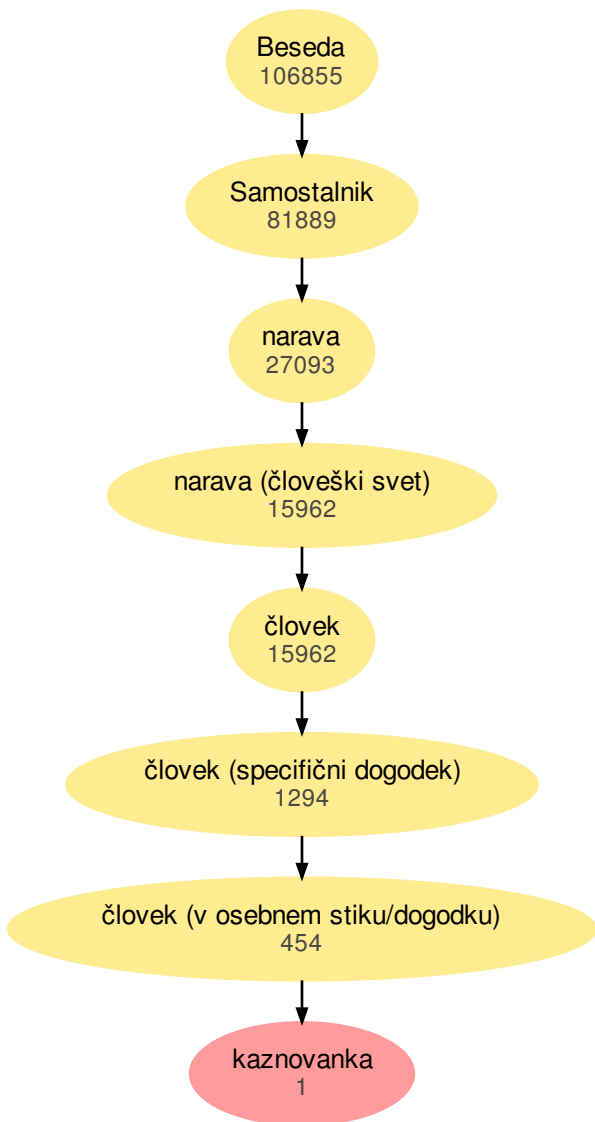 Beseda
106855
Samostalnik
81889
narava
27093
narava (človeški svet)
15962
človek
15962
človek (specifični dogodek)
1294
človek (v osebnem stiku/dogodku)
454
kaznovanka
1